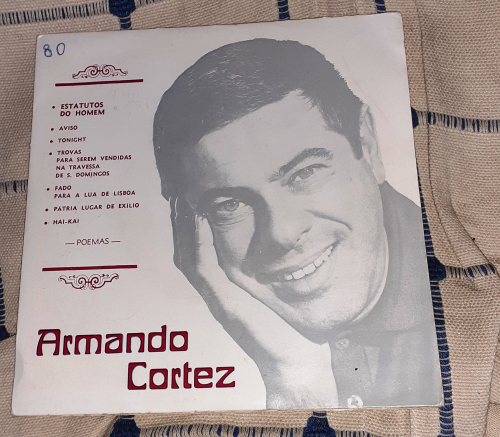 80
• ESTATUTOS
DO HOMEM
• AVISO
• TONIGHT
• TROVAS
PARA SEREM VENDIDAS
NA TRAVESSA
DE S. DOMINGOS
• FADO
PARA A LUA DE LISBOA
• PÁTRIA LUGAR DE EXÍLIO
• HAI-KAI
— POEMAS —
Armando
Cortez